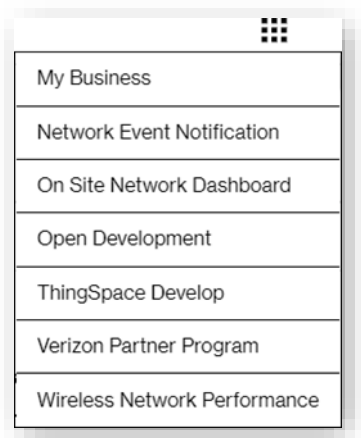 My Business
Network Event Notification
On Site Network Dashboard
Open Development
ThingSpace Develop
Verizon Partner Program
Wireless Network Performance